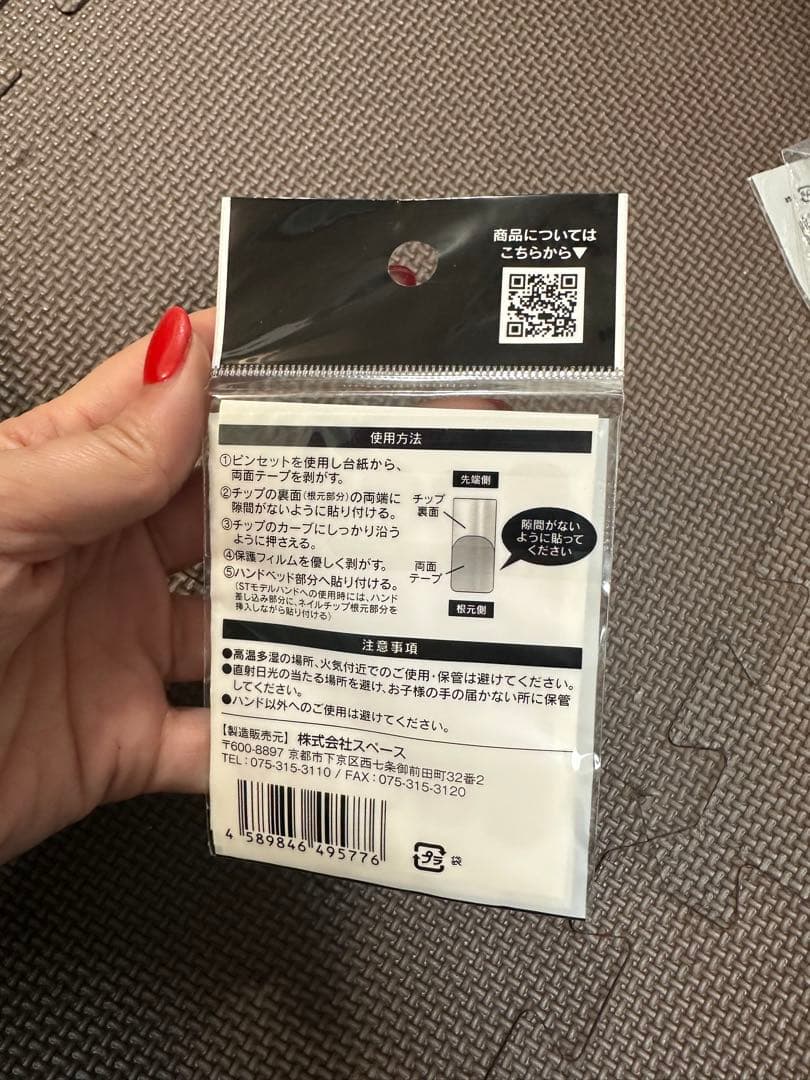 商品については
こちらから▼
使用方法
①ピンセットを使用し台紙から、
両面テープを剥がす。
②チップの裏面(根元部分)の両端に
隙間がないように貼り付ける。
③チップのカーブにしっかり沿う
ように押さえる。
④保護フィルムを優しく剥がす。
⑤ハンドベッド部分へ貼り付ける。
(STモデルハンドへの使用時には、ハンド
差し込み部分に、ネイルチップ根元部分を
挿入しながら貼り付ける)
先端側
チップ
裏面
両面
テープ
根元側
隙間がない
ように貼って
ください
注意事項
●高温多湿の場所、火気付近でのご使用・保管は避けてください。
●直射日光の当たる場所を避け、お子様の手の届かない所に保管
してください。
●ハンド以外へのご使用は避けてください。
【製造販売元】株式会社スペース
〒600-8897 京都市下京区西七条御前田町32番2
TEL:075-315-3110 / FAX:075-315-3120
4 589846 495776
プラ 袋